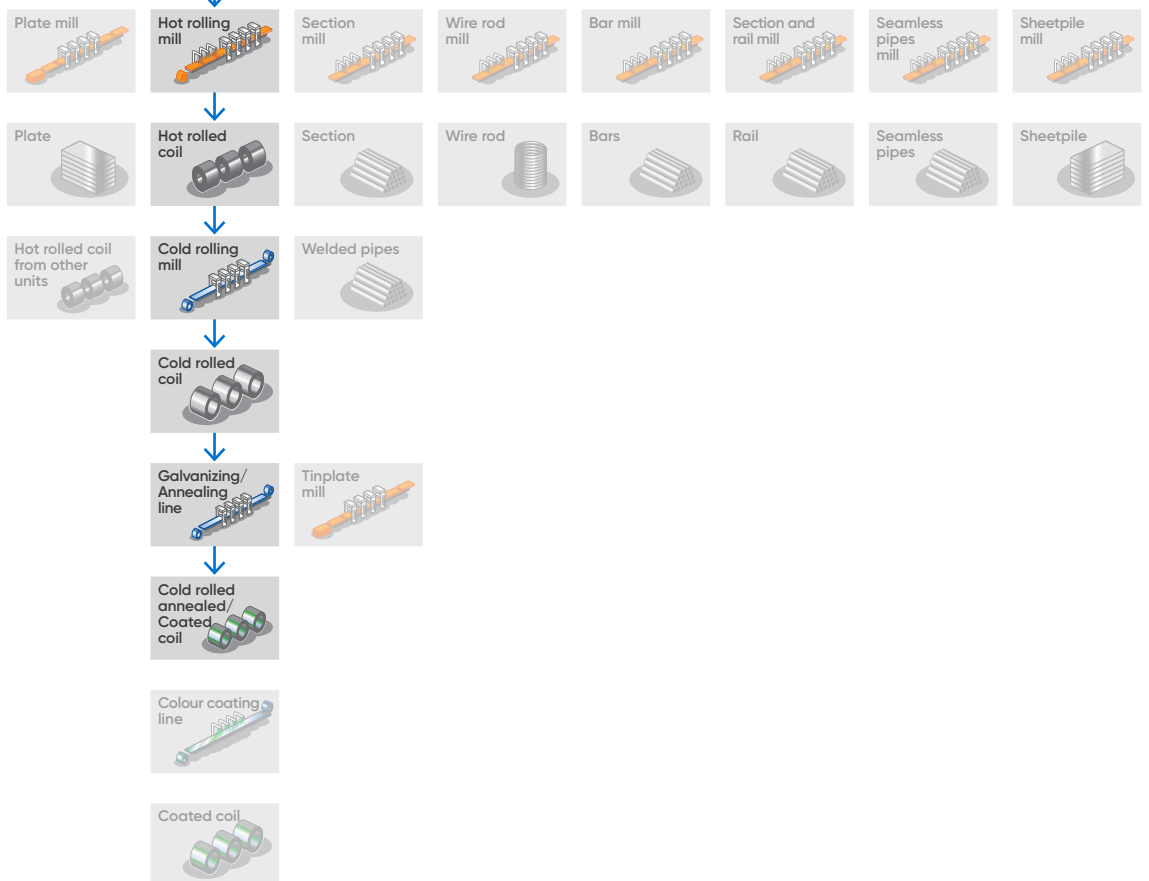 Plate mill
Hot rolling
mill
Section
mill
Wire rod
mill
Bar mill
Section and
rail mill
Seamless
pipes
mill
Sheetpile
mill
Plate
Hot rolled
coil
Section
Wire rod
Bars
Rail
Seamless
pipes
Sheetpile
Hot rolled coil
from other
units
Cold rolling
mill
Welded pipes
Cold rolled
coil
Galvanizing/
Annealing
line
Tinplate
mill
Cold rolled
annealed/
Coated
coil
Colour coating
line
Coated coil